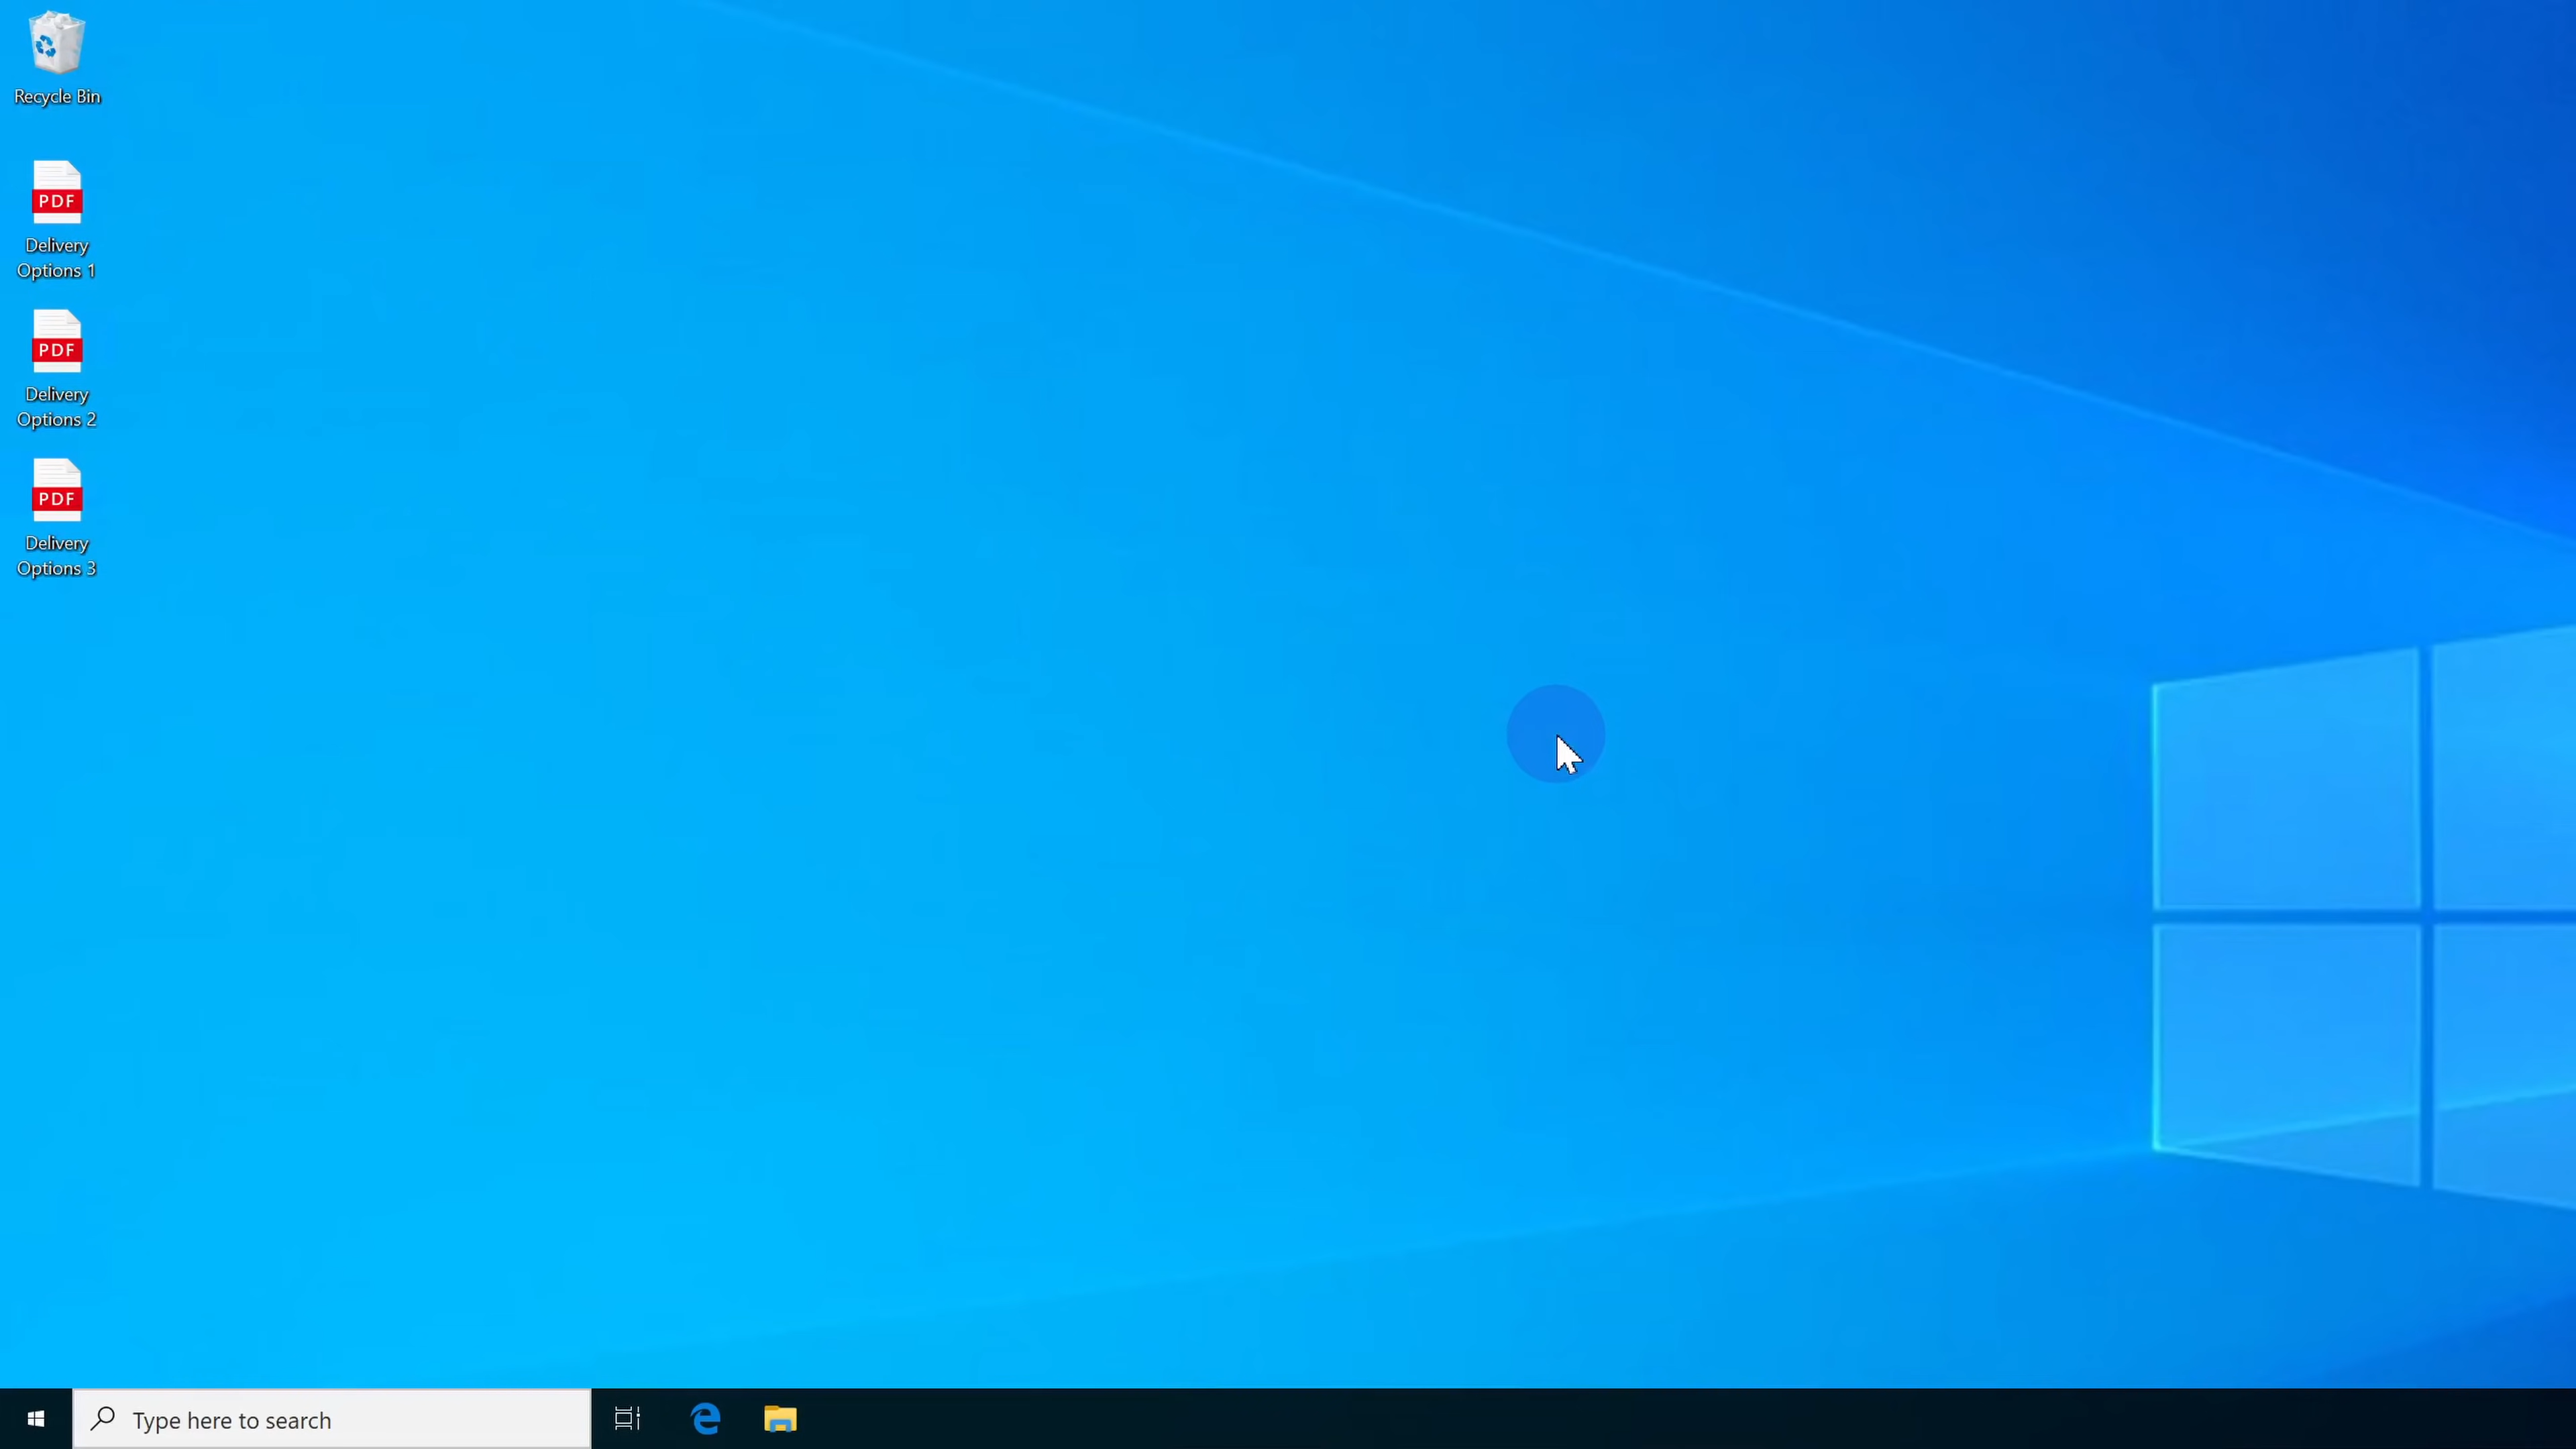 Recycle Bin
PDF
Delivery
Options 1
PDF
Delivery
Options 2
PDF
Delivery
Options 3
Type here to search